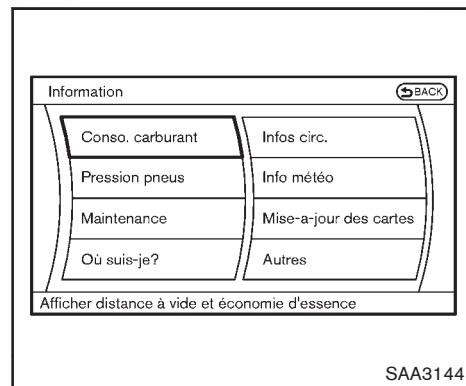 Information
BACK
Conso. carburant
Infos circ.
Pression pneus
Info météo
Maintenance
Mise-a-jour des cartes
Où suis-je?
Autres
Afficher distance à vide et économie d'essence
SAA3144